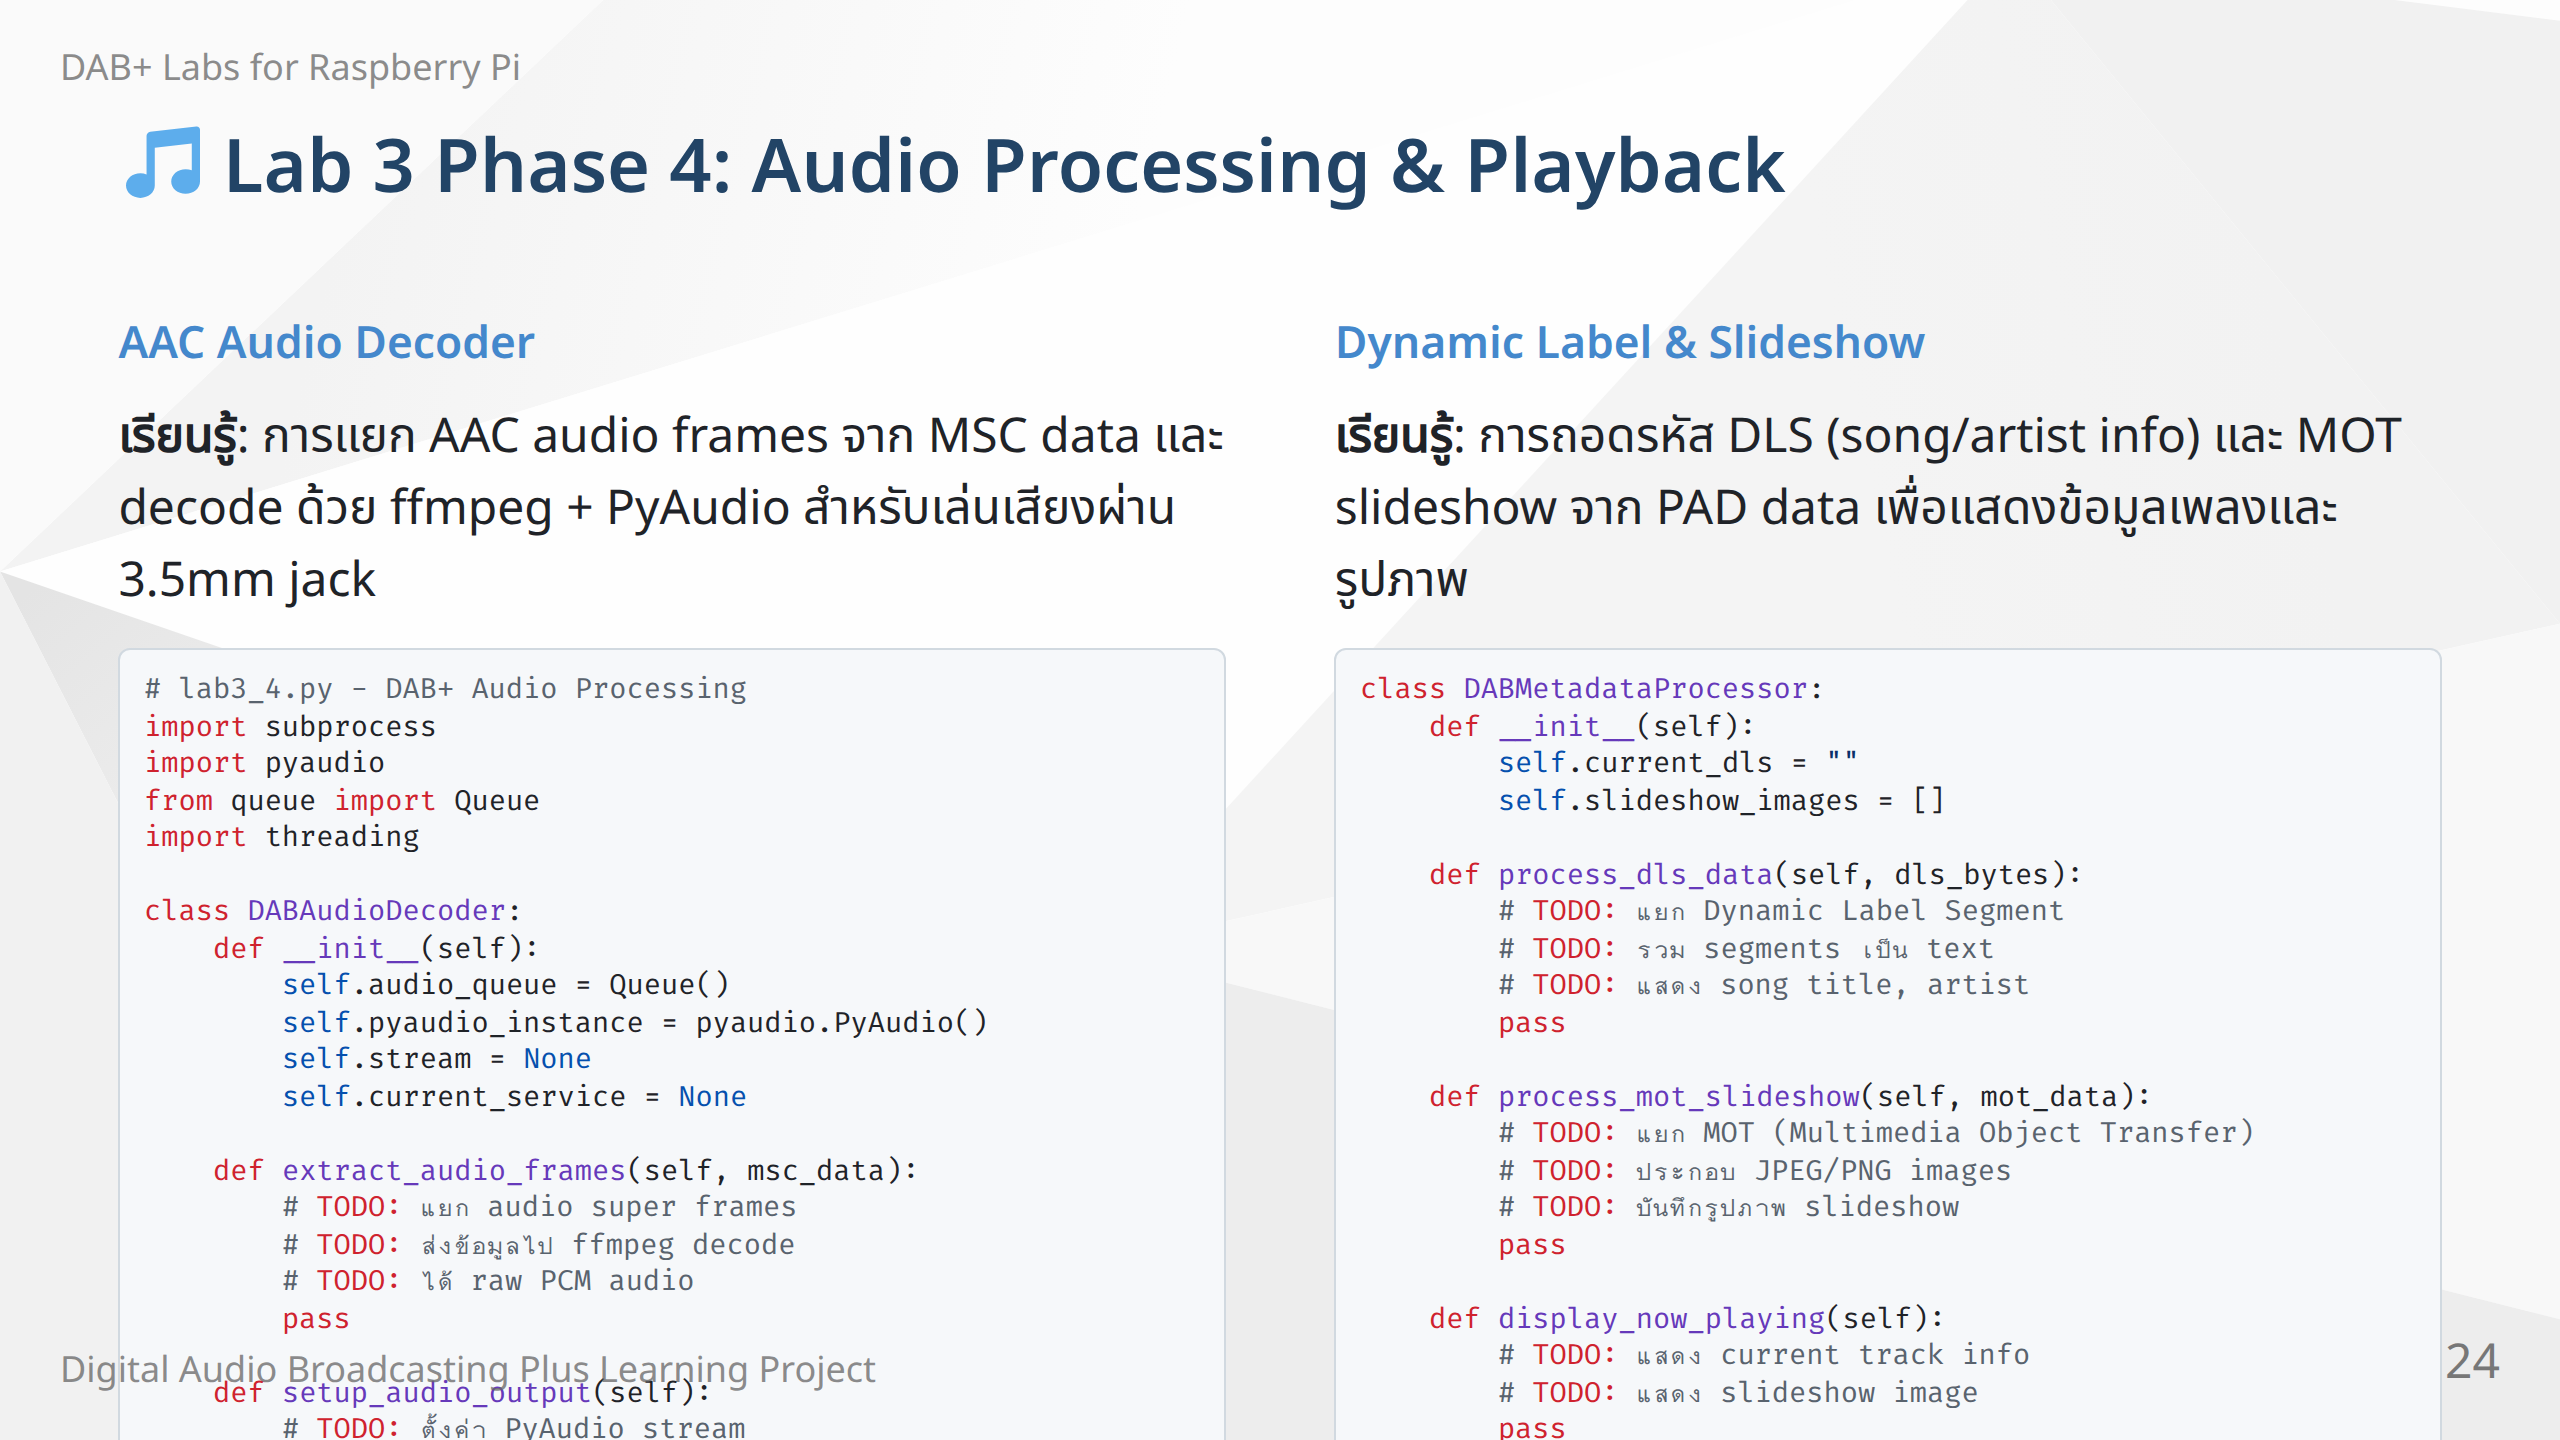 DAB+ Labs for Raspberry Pi
🎵 Lab 3 Phase 4: Audio Processing & Playback
AAC Audio Decoder
เรียนรู้: การแยก AAC audio frames จาก MSC data และ
decode ด้วย ffmpeg + PyAudio สำหรับเล่นเสียงผ่าน
3.5mm jack
# lab3_4.py - DAB+ Audio Processing
import subprocess
import pyaudio
from queue import Queue
import threading

class DABAudioDecoder:
    def __init__(self):
        self.audio_queue = Queue()
        self.pyaudio_instance = pyaudio.PyAudio()
        self.stream = None
        self.current_service = None

    def extract_audio_frames(self, msc_data):
        # TODO: แยก audio super frames
        # TODO: ส่งข้อมูลไป ffmpeg decode
        # TODO: ได้ raw PCM audio
        pass

    def setup_audio_output(self):
        # TODO: ตั้งค่า PyAudio stream
Dynamic Label & Slideshow
เรียนรู้: การถอดรหัส DLS (song/artist info) และ MOT
slideshow จาก PAD data เพื่อแสดงข้อมูลเพลงและ
รูปภาพ
class DABMetadataProcessor:
    def __init__(self):
        self.current_dls = ""
        self.slideshow_images = []

    def process_dls_data(self, dls_bytes):
        # TODO: แยก Dynamic Label Segment
        # TODO: รวม segments เป็น text
        # TODO: แสดง song title, artist
        pass

    def process_mot_slideshow(self, mot_data):
        # TODO: แยก MOT (Multimedia Object Transfer)
        # TODO: ประกอบ JPEG/PNG images
        # TODO: บันทึกรูปภาพ slideshow
        pass

    def display_now_playing(self):
        # TODO: แสดง current track info
        # TODO: แสดง slideshow image
        pass
Digital Audio Broadcasting Plus Learning Project
24